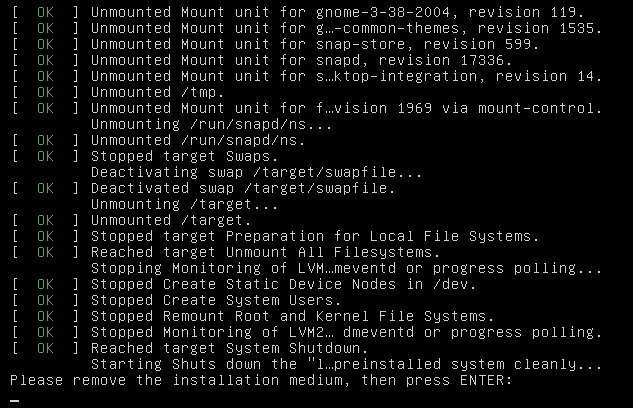 [  OK  ] Unmounted Mount unit for gnome-3-38-2004, revision 119.
[  OK  ] Unmounted Mount unit for g…-common-themes, revision 1535.
[  OK  ] Unmounted Mount unit for snap-store, revision 599.
[  OK  ] Unmounted Mount unit for snapd, revision 17336.
[  OK  ] Unmounted Mount unit for s…ktop-integration, revision 14.
[  OK  ] Unmounted /tmp.
[  OK  ] Unmounted Mount unit for f…vision 1969 via mount-control.
         Unmounting /run/snapd/ns...
[  OK  ] Unmounted /run/snapd/ns.
[  OK  ] Stopped target Swaps.
         Deactivating swap /target/swapfile...
[  OK  ] Deactivated swap /target/swapfile.
         Unmounting /target...
[  OK  ] Unmounted /target.
[  OK  ] Stopped target Preparation for Local File Systems.
[  OK  ] Reached target Unmount All Filesystems.
         Stopping Monitoring of LVM…meventd or progress polling...
[  OK  ] Stopped Create Static Device Nodes in /dev.
[  OK  ] Stopped Create System Users.
[  OK  ] Stopped Remount Root and Kernel File Systems.
[  OK  ] Stopped Monitoring of LVM2… dmeventd or progress polling.
[  OK  ] Reached target System Shutdown.
         Starting Shuts down the "l…preinstalled system cleanly...
Please remove the installation medium, then press ENTER: